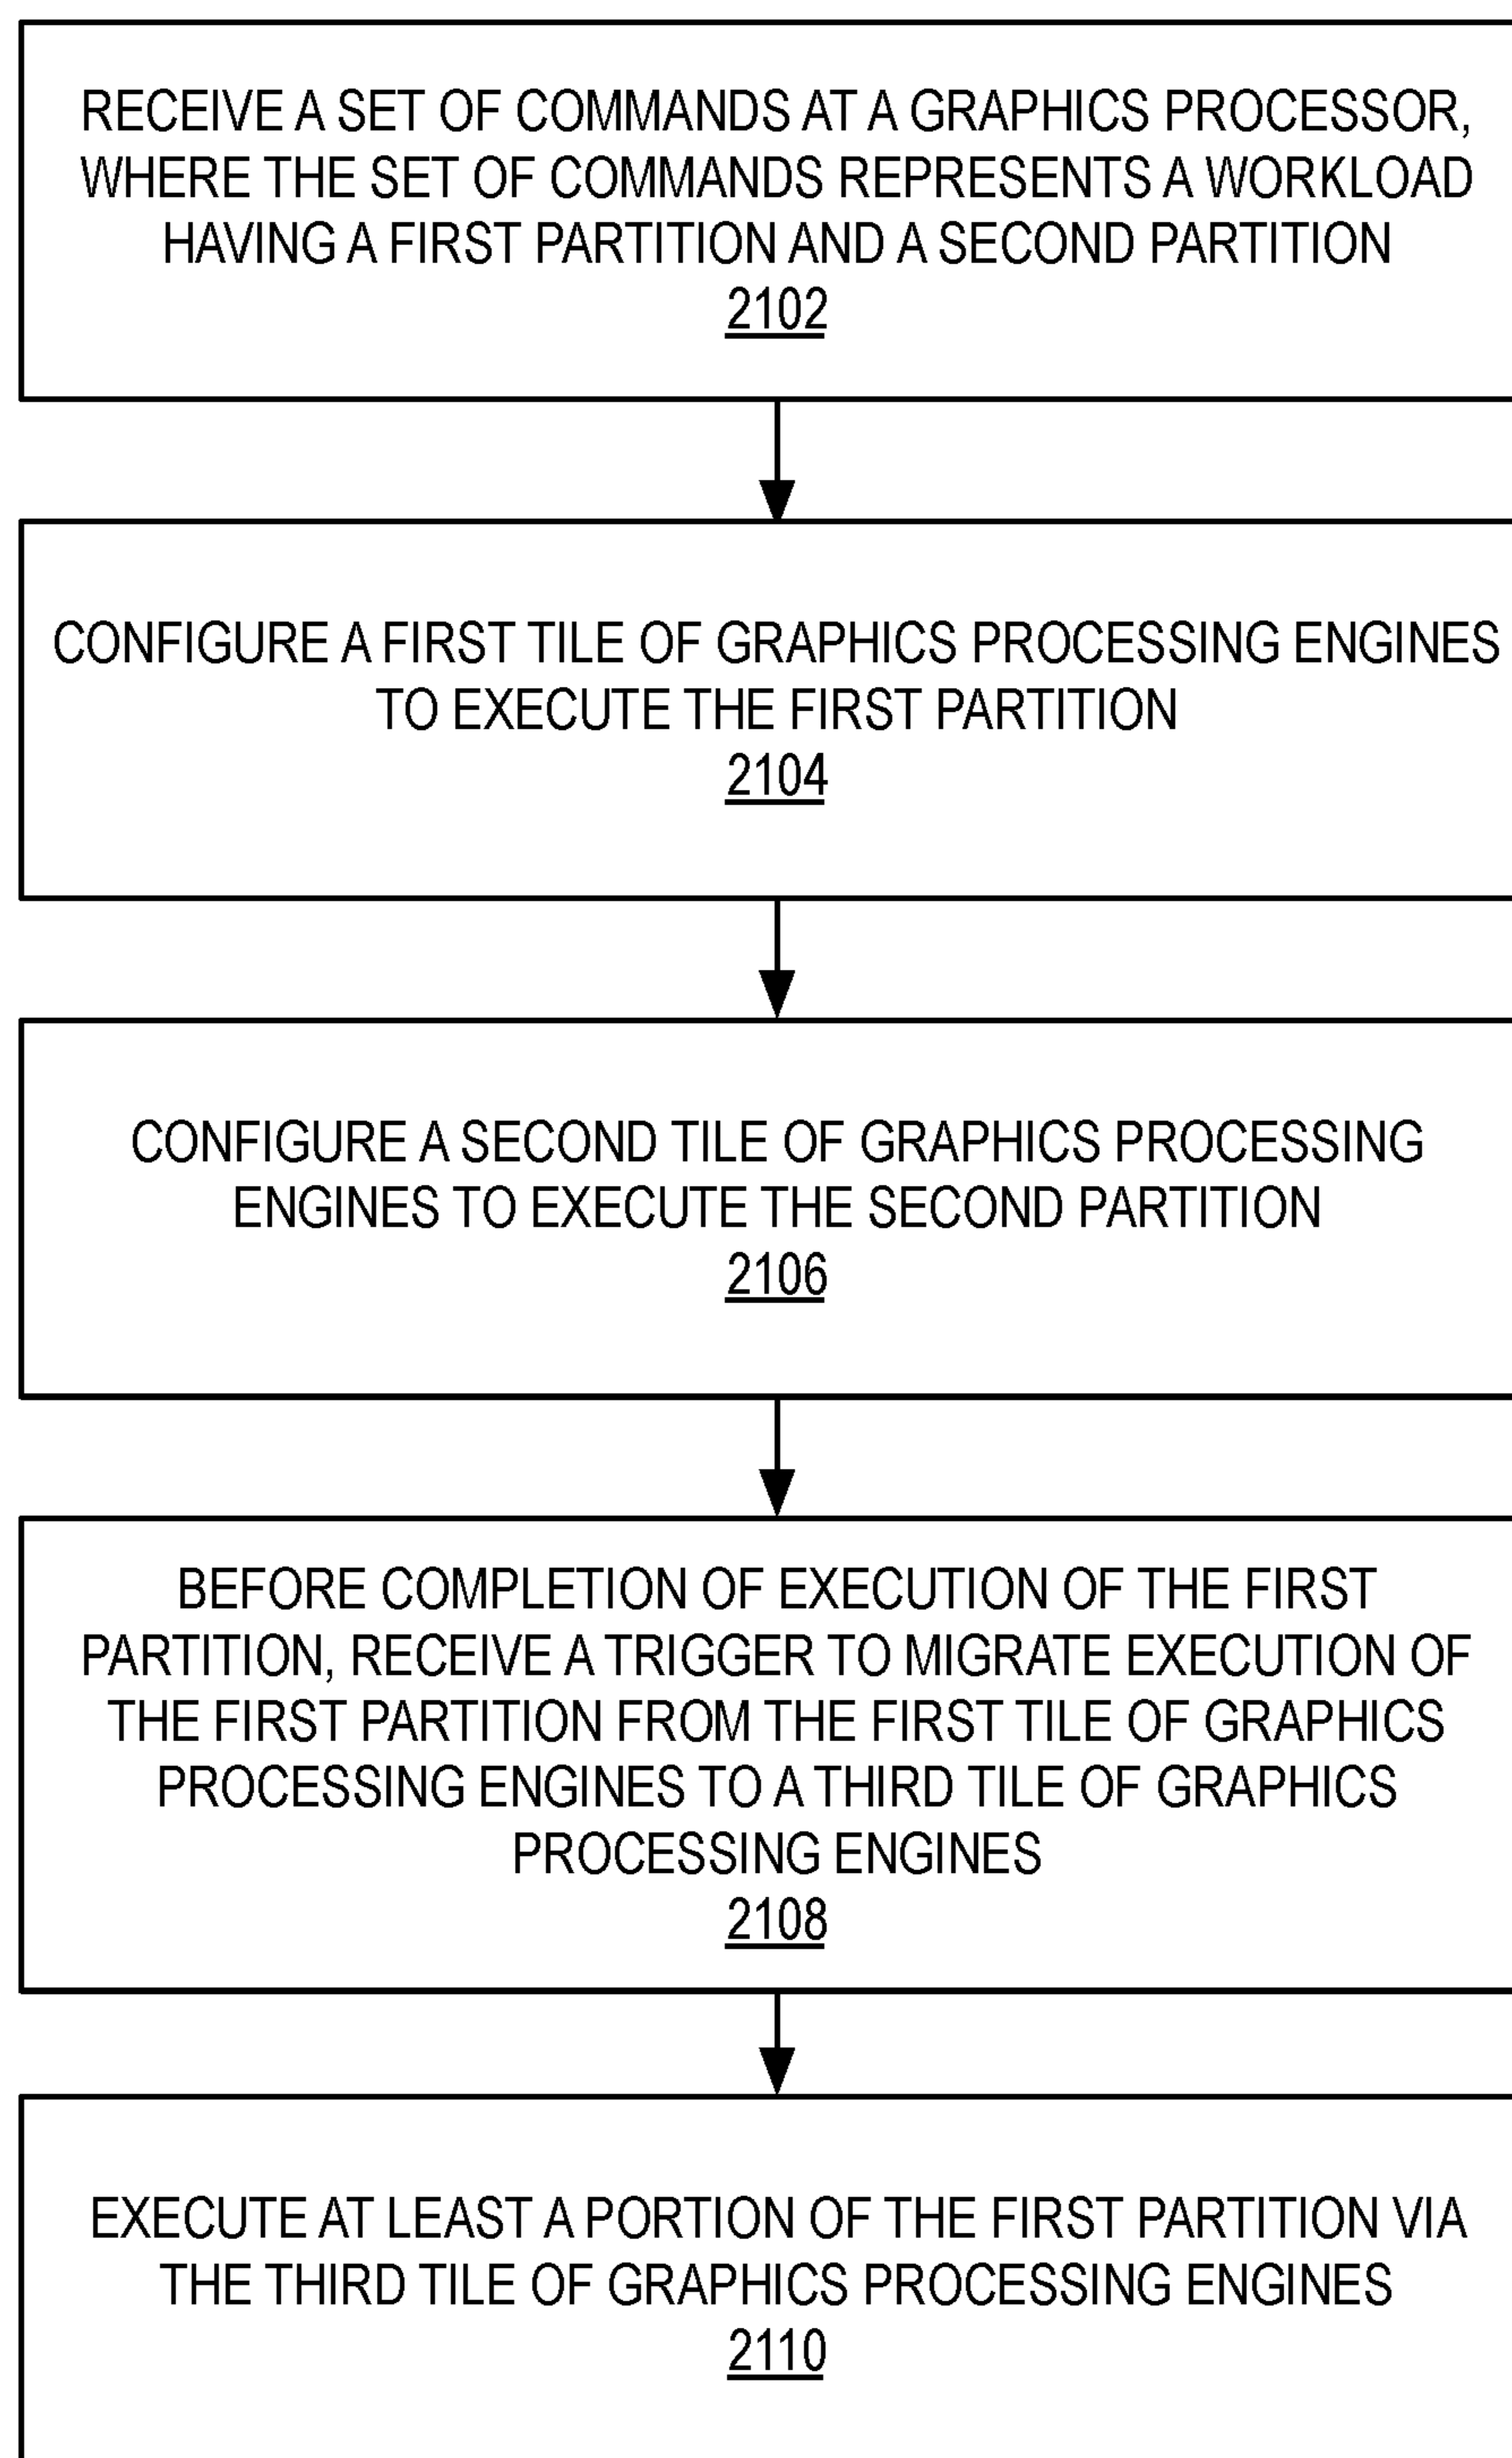 RECEIVE A SET OF COMMANDS AT A GRAPHICS PROCESSOR,
WHERE THE SET OF COMMANDS REPRESENTS A WORKLOAD
HAVING A FIRST PARTITION AND A SECOND PARTITION
2102
CONFIGURE A FIRST TILE OF GRAPHICS PROCESSING ENGINES
TO EXECUTE THE FIRST PARTITION
2104
CONFIGURE A SECOND TILE OF GRAPHICS PROCESSING
ENGINES TO EXECUTE THE SECOND PARTITION
2106
BEFORE COMPLETION OF EXECUTION OF THE FIRST
PARTITION, RECEIVE A TRIGGER TO MIGRATE EXECUTION OF
THE FIRST PARTITION FROM THE FIRST TILE OF GRAPHICS
PROCESSING ENGINES TO A THIRD TILE OF GRAPHICS
PROCESSING ENGINES
2108
EXECUTE AT LEAST A PORTION OF THE FIRST PARTITION VIA
THE THIRD TILE OF GRAPHICS PROCESSING ENGINES
2110